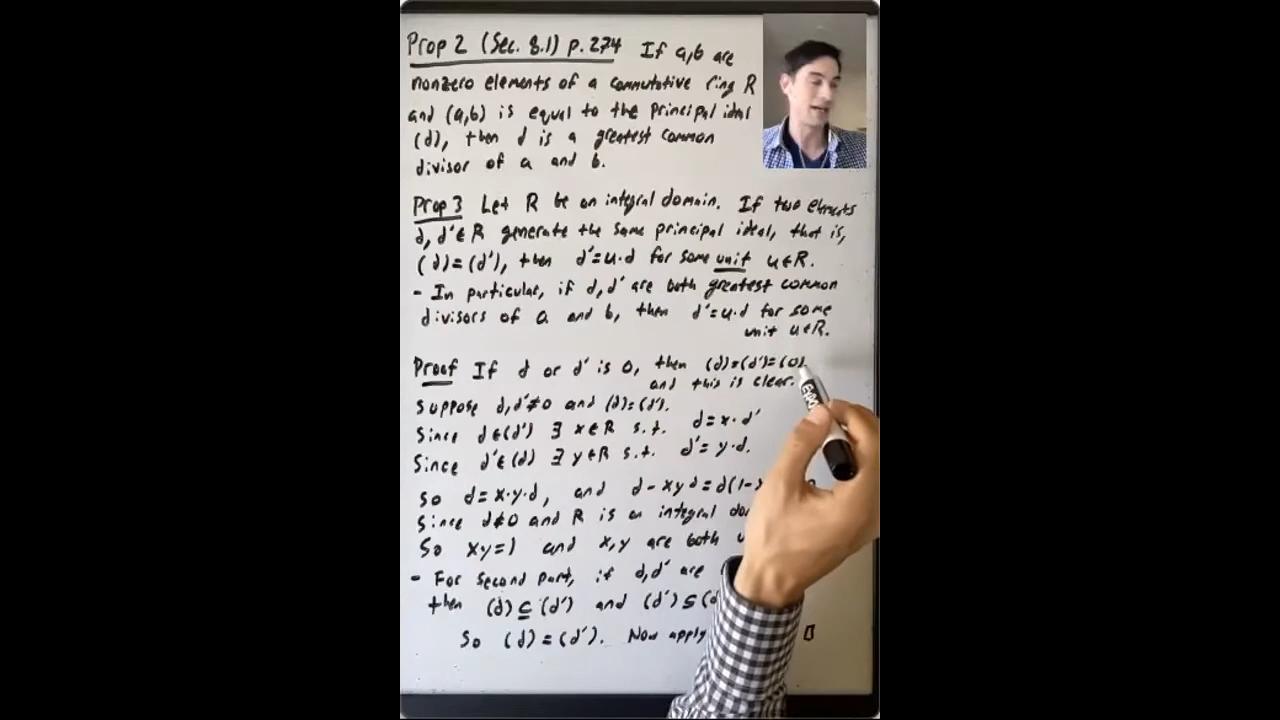 Prop 2 (Sec. 8.1) p.274 If a,b are
nonzero elements of a commutative ring R
and (a,b) is equal to the principal ideal
(d), then d is a greatest common
divisor of a and b.
Prop 3 Let R be an integral domain. If two elements
d, d'∈R generate the same principal ideal, that is,
(d)=(d'), then d'=u·d for some unit u∈R.
- In particular, if d,d' are both greatest common
divisors of a and b, then d'=u·d for some
unit u∈R.
Proof If d or d' is 0, then (d)=(d')=(0)
and this is clear.
Suppose d,d'≠0 and (d)=(d').
Since d∈(d') ∃ x∈R s.t. d=x·d'
Since d'∈(d) ∃ y∈R s.t. d'=y·d.
So d=x·y·d, and d-xyd=d(1-
Since d≠0 and R is an integral
So xy=1 and x,y are both
- For second part, if d,d' are
then (d)⊆(d') and (d')⊆(d
So (d)=(d'). Now apply
EXPO